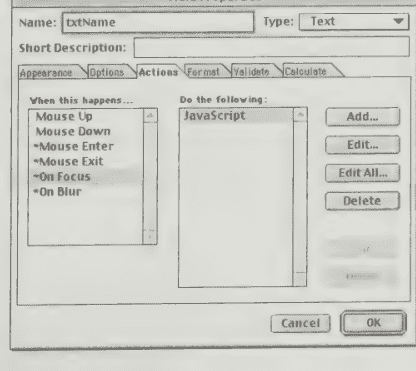 Name: txtName Type: Text
Short Description:
Appearance Options Actions Format Validate Calculate
When this happens... Do the following:
Mouse Up
Mouse Down
*Mouse Enter
*Mouse Exit
*On Focus
*On Blur
JavaScript
Add...
Edit...
Edit All...
Delete
Cancel OK